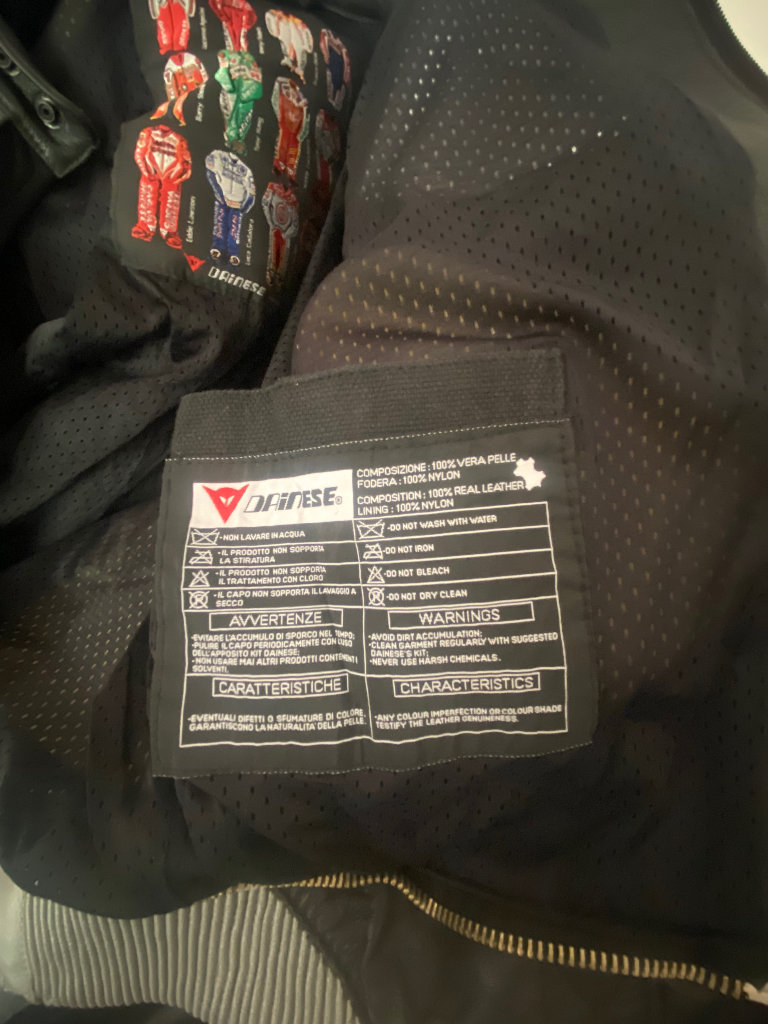 Eddie Lawson
Luca Cadalora
DAINESE
DAINESE®
COMPOSIZIONE : 100% VERA PELLE
FODERA : 100% NYLON
COMPOSITION : 100% REAL LEATHER
LINING : 100% NYLON
-NON LAVARE IN ACQUA
-DO NOT WASH WITH WATER
-IL PRODOTTO NON SOPPORTA
LA STIRATURA
-DO NOT IRON
-IL PRODOTTO NON SOPPORTA
IL TRATTAMENTO CON CLORO
-DO NOT BLEACH
-IL CAPO NON SOPPORTA IL LAVAGGIO A
SECCO
-DO NOT DRY CLEAN
AVVERTENZE
-EVITARE L'ACCUMULO DI SPORCO NEL TEMPO;
-PULIRE IL CAPO PERIODICAMENTE CON L'USO
DELL'APPOSITO KIT DAINESE;
-NON USARE MAI ALTRI PRODOTTI CONTENENTI
SOLVENTI.
WARNINGS
-AVOID DIRT ACCUMULATION;
-CLEAN GARMENT REGULARLY WITH SUGGESTED
DAINESE'S KIT;
-NEVER USE HARSH CHEMICALS.
CARATTERISTICHE
-EVENTUALI DIFETTI O SFUMATURE DI COLORE
GARANTISCONO LA NATURALITA DELLA PELLE.
CHARACTERISTICS
-ANY COLOUR IMPERFECTION OR COLOUR SHADE
TESTIFY THE LEATHER GENUINENESS.